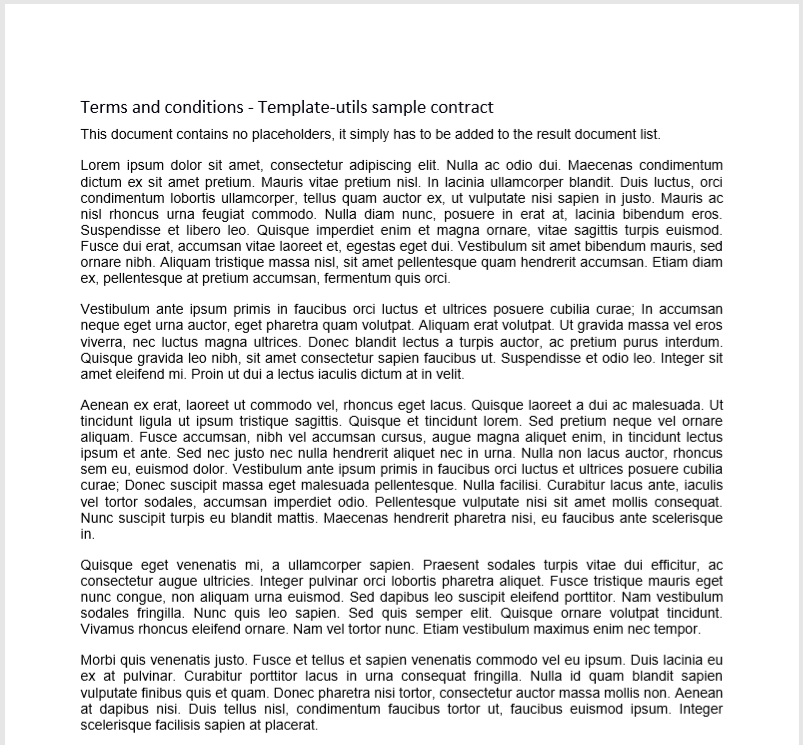 Terms and conditions - Template-utils sample contract
This document contains no placeholders, it simply has to be added to the result document list.
Lorem ipsum dolor sit amet, consectetur adipiscing elit. Nulla ac odio dui. Maecenas condimentum
dictum ex sit amet pretium. Mauris vitae pretium nisl. In lacinia ullamcorper blandit. Duis luctus, orci
condimentum lobortis ullamcorper, tellus quam auctor ex, ut vulputate nisi sapien in justo. Mauris ac
nisl rhoncus urna feugiat commodo. Nulla diam nunc, posuere in erat at, lacinia bibendum eros.
Suspendisse et libero leo. Quisque imperdiet enim et magna ornare, vitae sagittis turpis euismod.
Fusce dui erat, accumsan vitae laoreet et, egestas eget dui. Vestibulum sit amet bibendum mauris, sed
ornare nibh. Aliquam tristique massa nisl, sit amet pellentesque quam hendrerit accumsan. Etiam diam
ex, pellentesque at pretium accumsan, fermentum quis orci.
Vestibulum ante ipsum primis in faucibus orci luctus et ultrices posuere cubilia curae; In accumsan
neque eget urna auctor, eget pharetra quam volutpat. Aliquam erat volutpat. Ut gravida massa vel eros
viverra, nec luctus magna ultrices. Donec blandit lectus a turpis auctor, ac pretium purus interdum.
Quisque gravida leo nibh, sit amet consectetur sapien faucibus ut. Suspendisse et odio leo. Integer sit
amet eleifend mi. Proin ut dui a lectus iaculis dictum at in velit.
Aenean ex erat, laoreet ut commodo vel, rhoncus eget lacus. Quisque laoreet a dui ac malesuada. Ut
tincidunt ligula ut ipsum tristique sagittis. Quisque et tincidunt lorem. Sed pretium neque vel ornare
aliquam. Fusce accumsan, nibh vel accumsan cursus, augue magna aliquet enim, in tincidunt lectus
ipsum et ante. Sed nec justo nec nulla hendrerit aliquet nec in urna. Nulla non lacus auctor, rhoncus
sem eu, euismod dolor. Vestibulum ante ipsum primis in faucibus orci luctus et ultrices posuere cubilia
curae; Donec suscipit massa eget malesuada pellentesque. Nulla facilisi. Curabitur lacus ante, iaculis
vel tortor sodales, accumsan imperdiet odio. Pellentesque vulputate nisi sit amet mollis consequat.
Nunc suscipit turpis eu blandit mattis. Maecenas hendrerit pharetra nisi, eu faucibus ante scelerisque
in.
Quisque eget venenatis mi, a ullamcorper sapien. Praesent sodales turpis vitae dui efficitur, ac
consectetur augue ultricies. Integer pulvinar orci lobortis pharetra aliquet. Fusce tristique mauris eget
nunc congue, non aliquam urna euismod. Sed dapibus leo suscipit eleifend porttitor. Nam vestibulum
sodales fringilla. Nunc quis leo sapien. Sed quis semper elit. Quisque ornare volutpat tincidunt.
Vivamus rhoncus eleifend ornare. Nam vel tortor nunc. Etiam vestibulum maximus enim nec tempor.
Morbi quis venenatis justo. Fusce et tellus et sapien venenatis commodo vel eu ipsum. Duis lacinia eu
ex at pulvinar. Curabitur porttitor lacus in urna consequat fringilla. Nulla id quam blandit sapien
vulputate finibus quis et quam. Donec pharetra nisi tortor, consectetur auctor massa mollis non. Aenean
at dapibus nisi. Duis tellus nisl, condimentum faucibus tortor ut, faucibus euismod ipsum. Integer
scelerisque facilisis sapien at placerat.